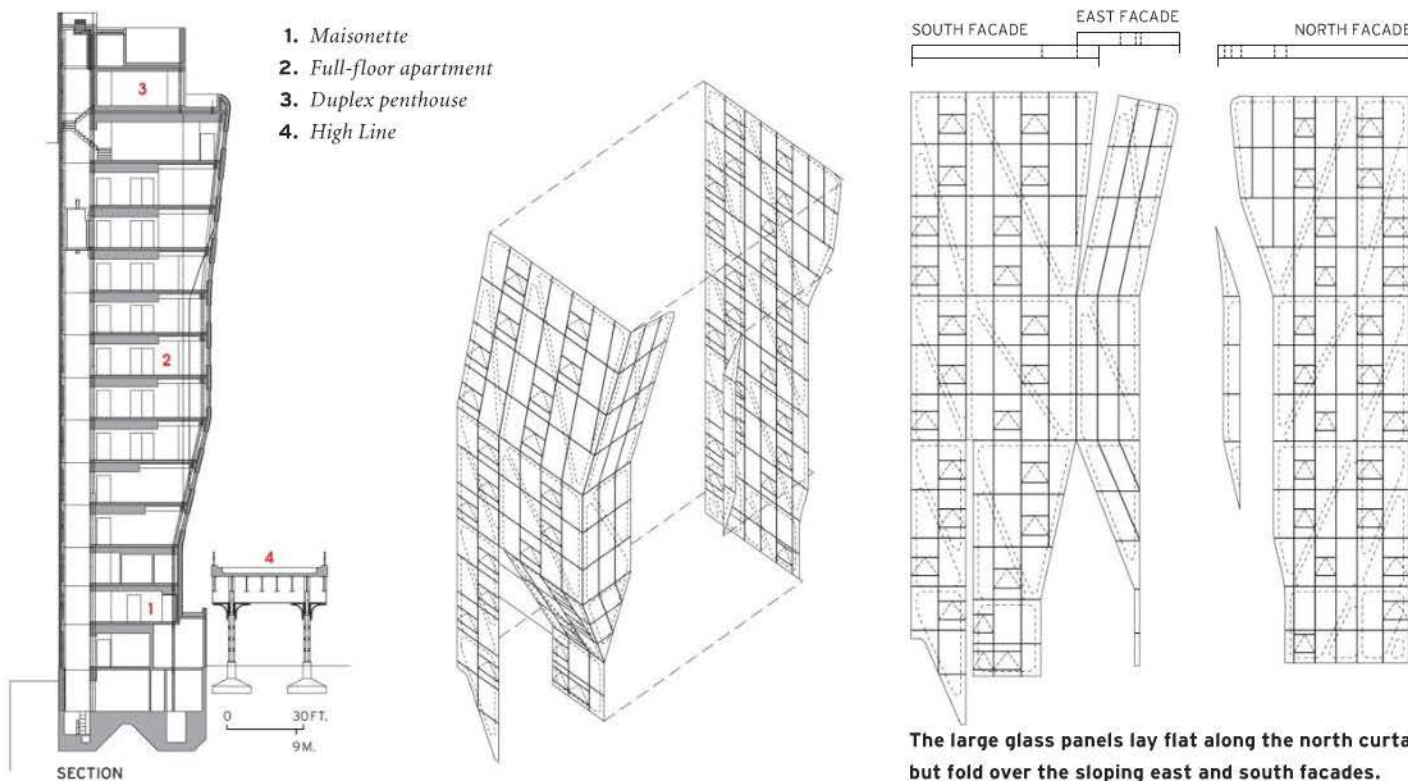 1. Maisonette
2. Full-floor apartment
3. Duplex penthouse
4. High Line
3
2
1
4
0 30 FT.
9 M.
SECTION
SOUTH FACADE
EAST FACADE
NORTH FACADE
The large glass panels lay flat along the north curta
but fold over the sloping east and south facades.